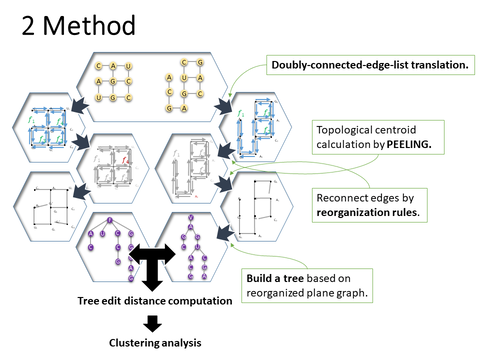 2 Method
C A U
A G C
U G C
C G
A U A
C G C
G A
Doubly-connected-edge-list translation.
Topological centroid
calculation by PEELING.
Reconnect edges by
reorganization rules.
Build a tree based on
reorganized plane graph.
Tree edit distance computation
Clustering analysis